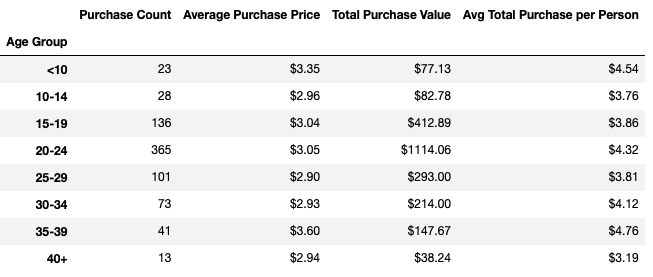 Purchase Count Average Purchase Price Total Purchase Value Avg Total Purchase per Person
Age Group
<10 23 $3.35 $77.13 $4.54
10-14 28 $2.96 $82.78 $3.76
15-19 136 $3.04 $412.89 $3.86
20-24 365 $3.05 $1114.06 $4.32
25-29 101 $2.90 $293.00 $3.81
30-34 73 $2.93 $214.00 $4.12
35-39 41 $3.60 $147.67 $4.76
40+ 13 $2.94 $38.24 $3.19